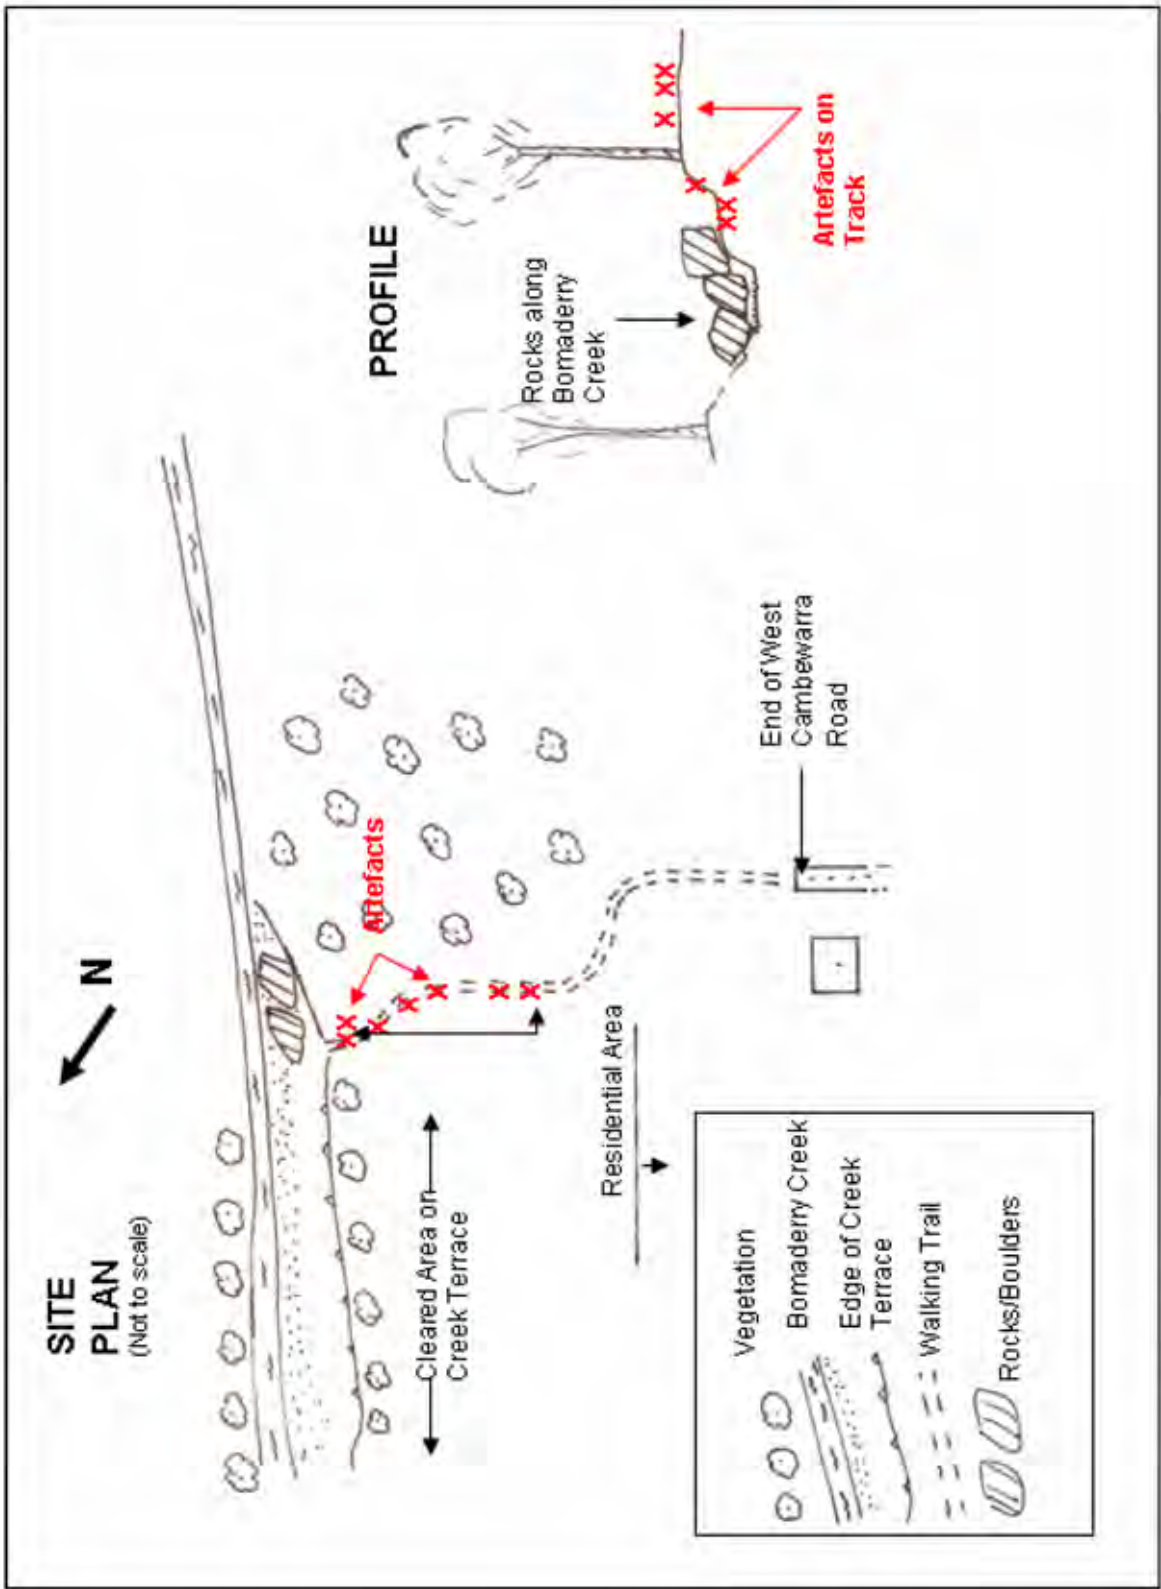 SITE
PLAN
(Not to scale)
N
Artefacts
Cleared Area on
Creek Terrace
Residential Area
End of West
Cambewarra
Road
PROFILE
Rocks along
Bomaderry
Creek
Artefacts on
Track
Vegetation
Bomaderry Creek
Edge of Creek
Terrace
Walking Trail
Rocks/Boulders